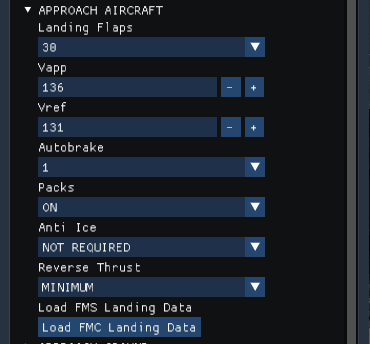 ▼ APPROACH AIRCRAFT
Landing Flaps
30
Vapp
136 - +
Vref
131 - +
Autobrake
1
Packs
ON
Anti Ice
NOT REQUIRED
Reverse Thrust
MINIMUM
Load FMS Landing Data
Load FMC Landing Data